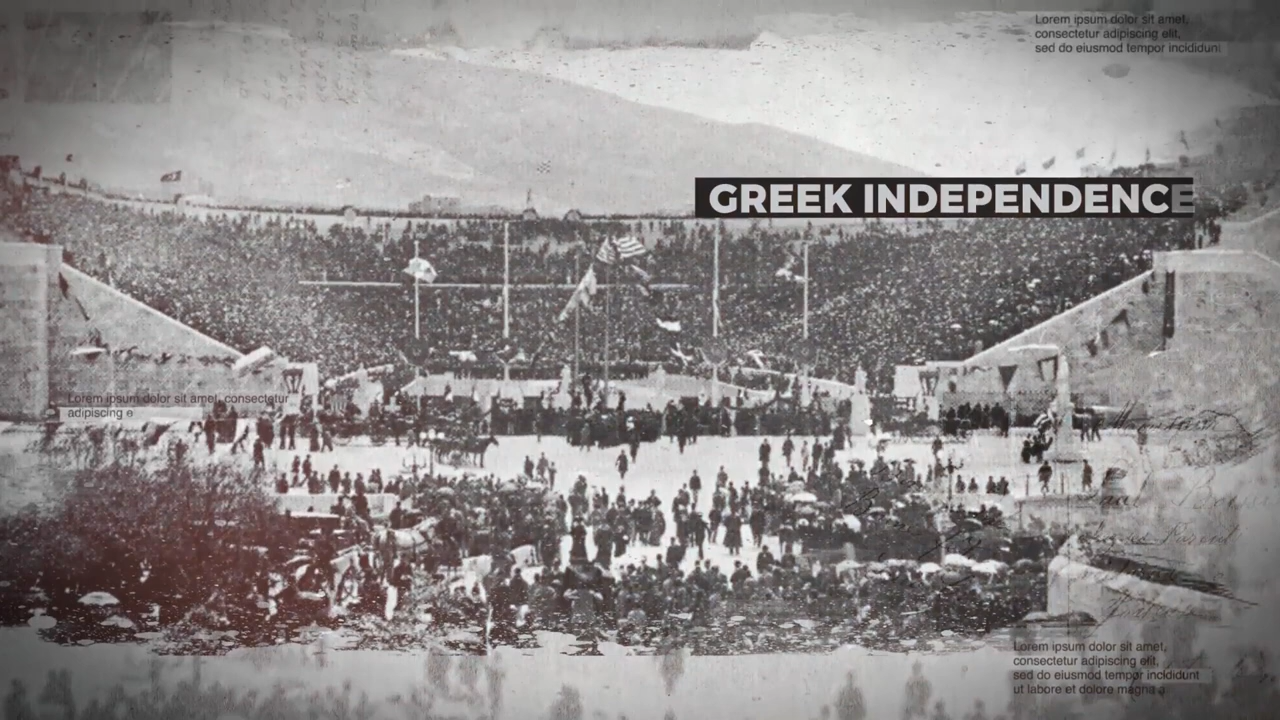 Lorem ipsum dolor sit amet,
consectetur adipiscing elit,
sed do eiusmod tempor incididunt
GREEK INDEPENDENCE
Lorem ipsum dolor sit amet, consectetur
adipiscing e
Lorem ipsum dolor sit amet,
consectetur adipiscing elit,
sed do eiusmod tempor incididunt
ut labore et dolore magna a